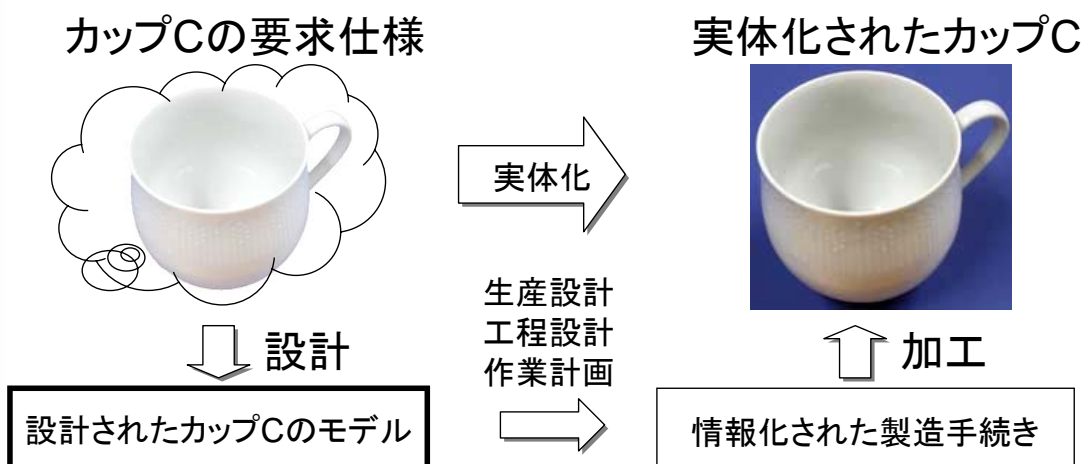 カップCの要求仕様
実体化されたカップC
実体化
生産設計
工程設計
作業計画
設計
加工
設計されたカップCのモデル
情報化された製造手続き